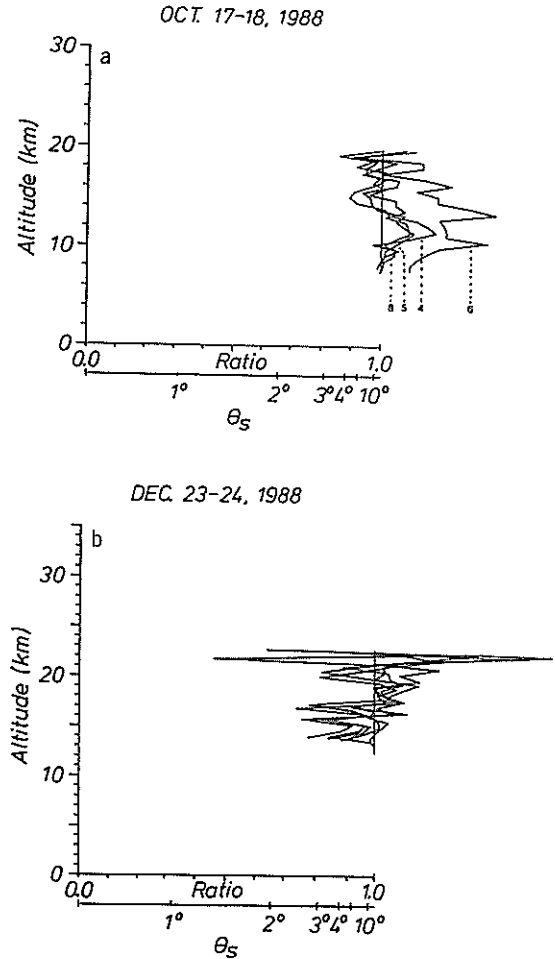 OCT. 17-18, 1988
a
30
20
10
0
Altitude (km)
8 5 4 6
0.0 Ratio 1.0
1° 2° 3° 4° 10°
θs
DEC. 23-24, 1988
b
30
20
10
0
Altitude (km)
0.0 Ratio 1.0
1° 2° 3° 4° 10°
θs